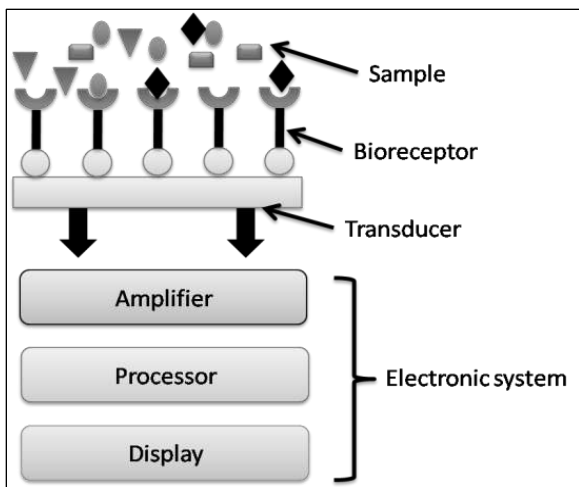 Sample
Bioreceptor
Transducer
Amplifier
Processor
Electronic system
Display